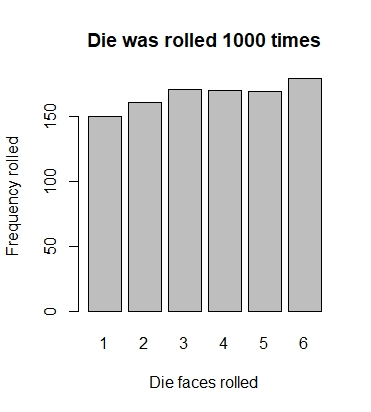 Die was rolled 1000 times
Frequency rolled
150
100
50
0
1 2 3 4 5 6
Die faces rolled